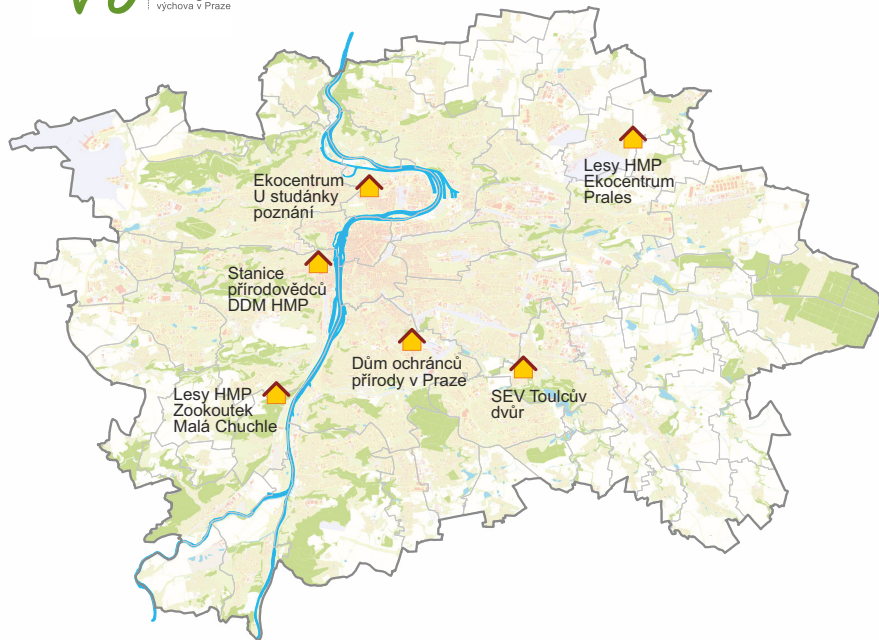 výchova v Praze
Ekocentrum
U studánky
poznání
Lesy HMP
Ekocentrum
Prales
Stanice
přírodovědců
DDM HMP
Dům ochránců
přírody v Praze
SEV Toulcův
dvůr
Lesy HMP
Zookoutek
Malá Chuchle